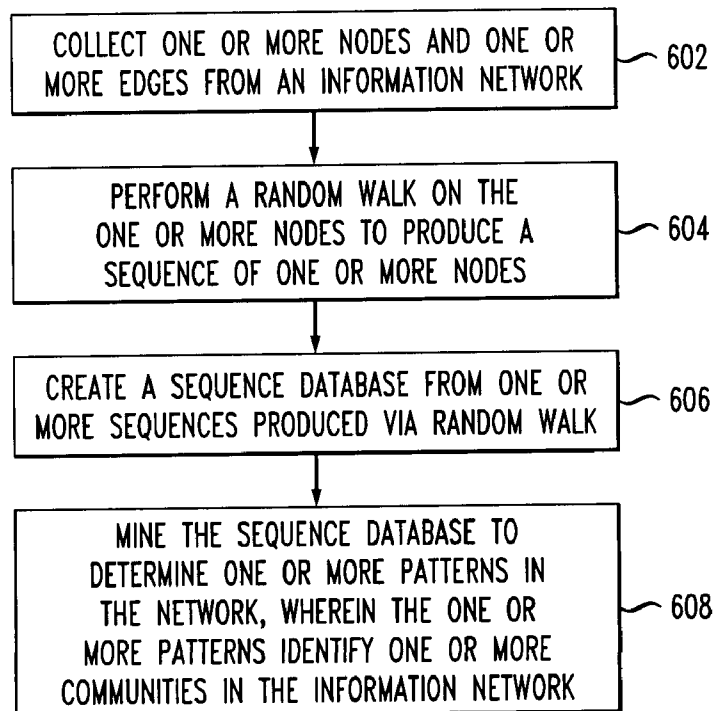 COLLECT ONE OR MORE NODES AND ONE OR
MORE EDGES FROM AN INFORMATION NETWORK
602
PERFORM A RANDOM WALK ON THE
ONE OR MORE NODES TO PRODUCE A
SEQUENCE OF ONE OR MORE NODES
604
CREATE A SEQUENCE DATABASE FROM ONE OR
MORE SEQUENCES PRODUCED VIA RANDOM WALK
606
MINE THE SEQUENCE DATABASE TO
DETERMINE ONE OR MORE PATTERNS IN
THE NETWORK, WHEREIN THE ONE OR
MORE PATTERNS IDENTIFY ONE OR MORE
COMMUNITIES IN THE INFORMATION NETWORK
608